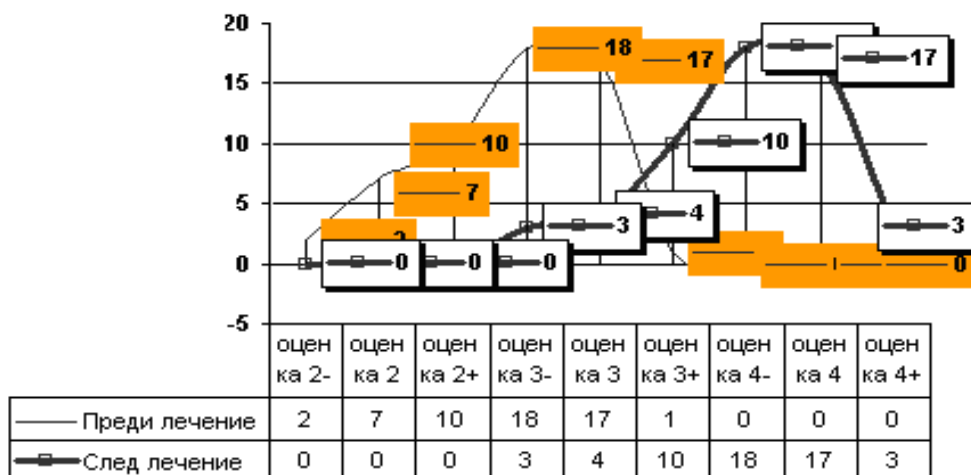 20
15
10
5
0
-5
18
17
10
7
2
0
0
0
3
4
10
17
3
0
оцен ка 2-
оцен ка 2
оцен ка 2+
оцен ка 3-
оцен ка 3
оцен ка 3+
оцен ка 4-
оцен ка 4
оцен ка 4+
Преди лечение 2 7 10 18 17 1 0 0 0
След лечение 0 0 0 3 4 10 18 17 3